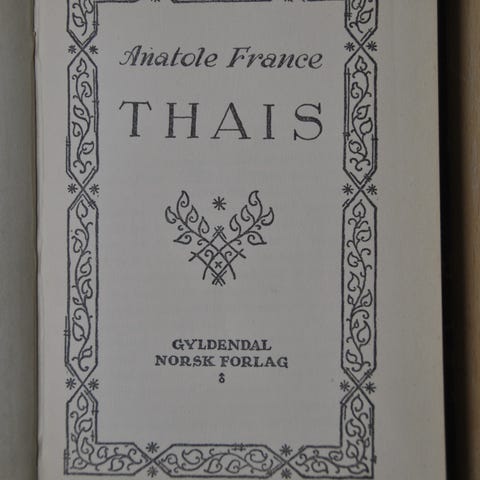 Anatole France
THAIS
GYLDENDAL
NORSK FORLAG